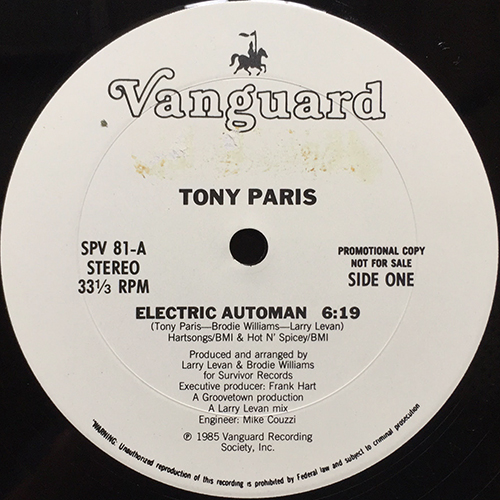 Vanguard
TONY PARIS
SPV 81-A
STEREO
33⅓ RPM
PROMOTIONAL COPY
NOT FOR SALE
SIDE ONE
ELECTRIC AUTOMAN 6:19
(Tony Paris—Brodie Williams—Larry Levan)
Hartsongs/BMI & Hot N' Spicey/BMI
Produced and arranged by
Larry Levan & Brodie Williams
for Survivor Records
Executive producer: Frank Hart
A Groovetown production
A Larry Levan mix
Engineer: Mike Couzzi
℗ 1985 Vanguard Recording
Society, Inc.
"WARNING: Unauthorized reproduction of this recording is prohibited by Federal law and subject to criminal prosecution